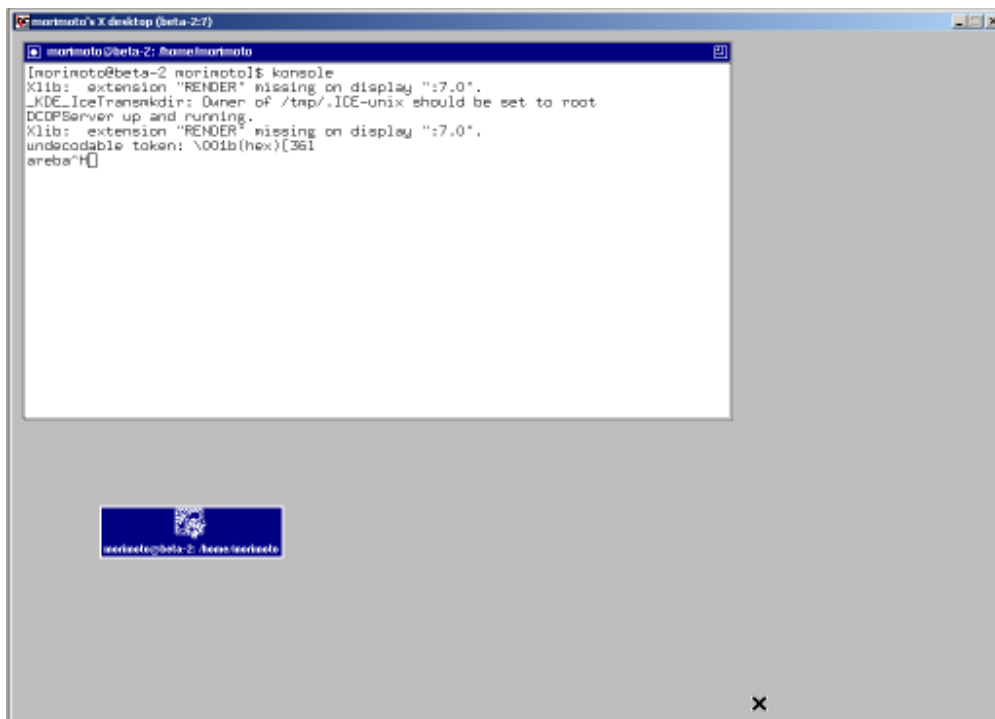 morimoto's X desktop (beta-2:7)
morimoto@beta-2: /home/morimoto
[morimoto@beta-2 morimoto]$ konsole
Xlib:  extension "RENDER" missing on display ":7.0".
_KDE_IceTransmkdir: Owner of /tmp/.ICE-unix should be set to root
DCOPServer up and running.
Xlib:  extension "RENDER" missing on display ":7.0".
undecodable token: \001b(hex)[36l
areba^H
morimoto@beta-2: /home/morimoto